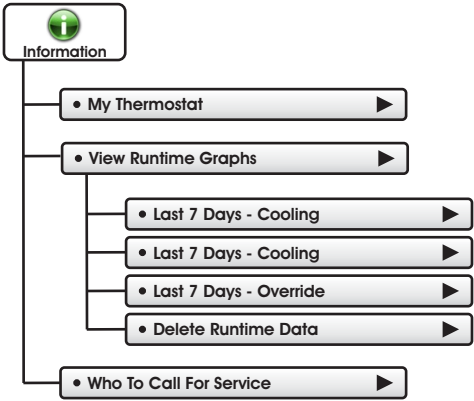 Information
• My Thermostat
• View Runtime Graphs
• Last 7 Days - Cooling
• Last 7 Days - Cooling
• Last 7 Days - Override
• Delete Runtime Data
• Who To Call For Service